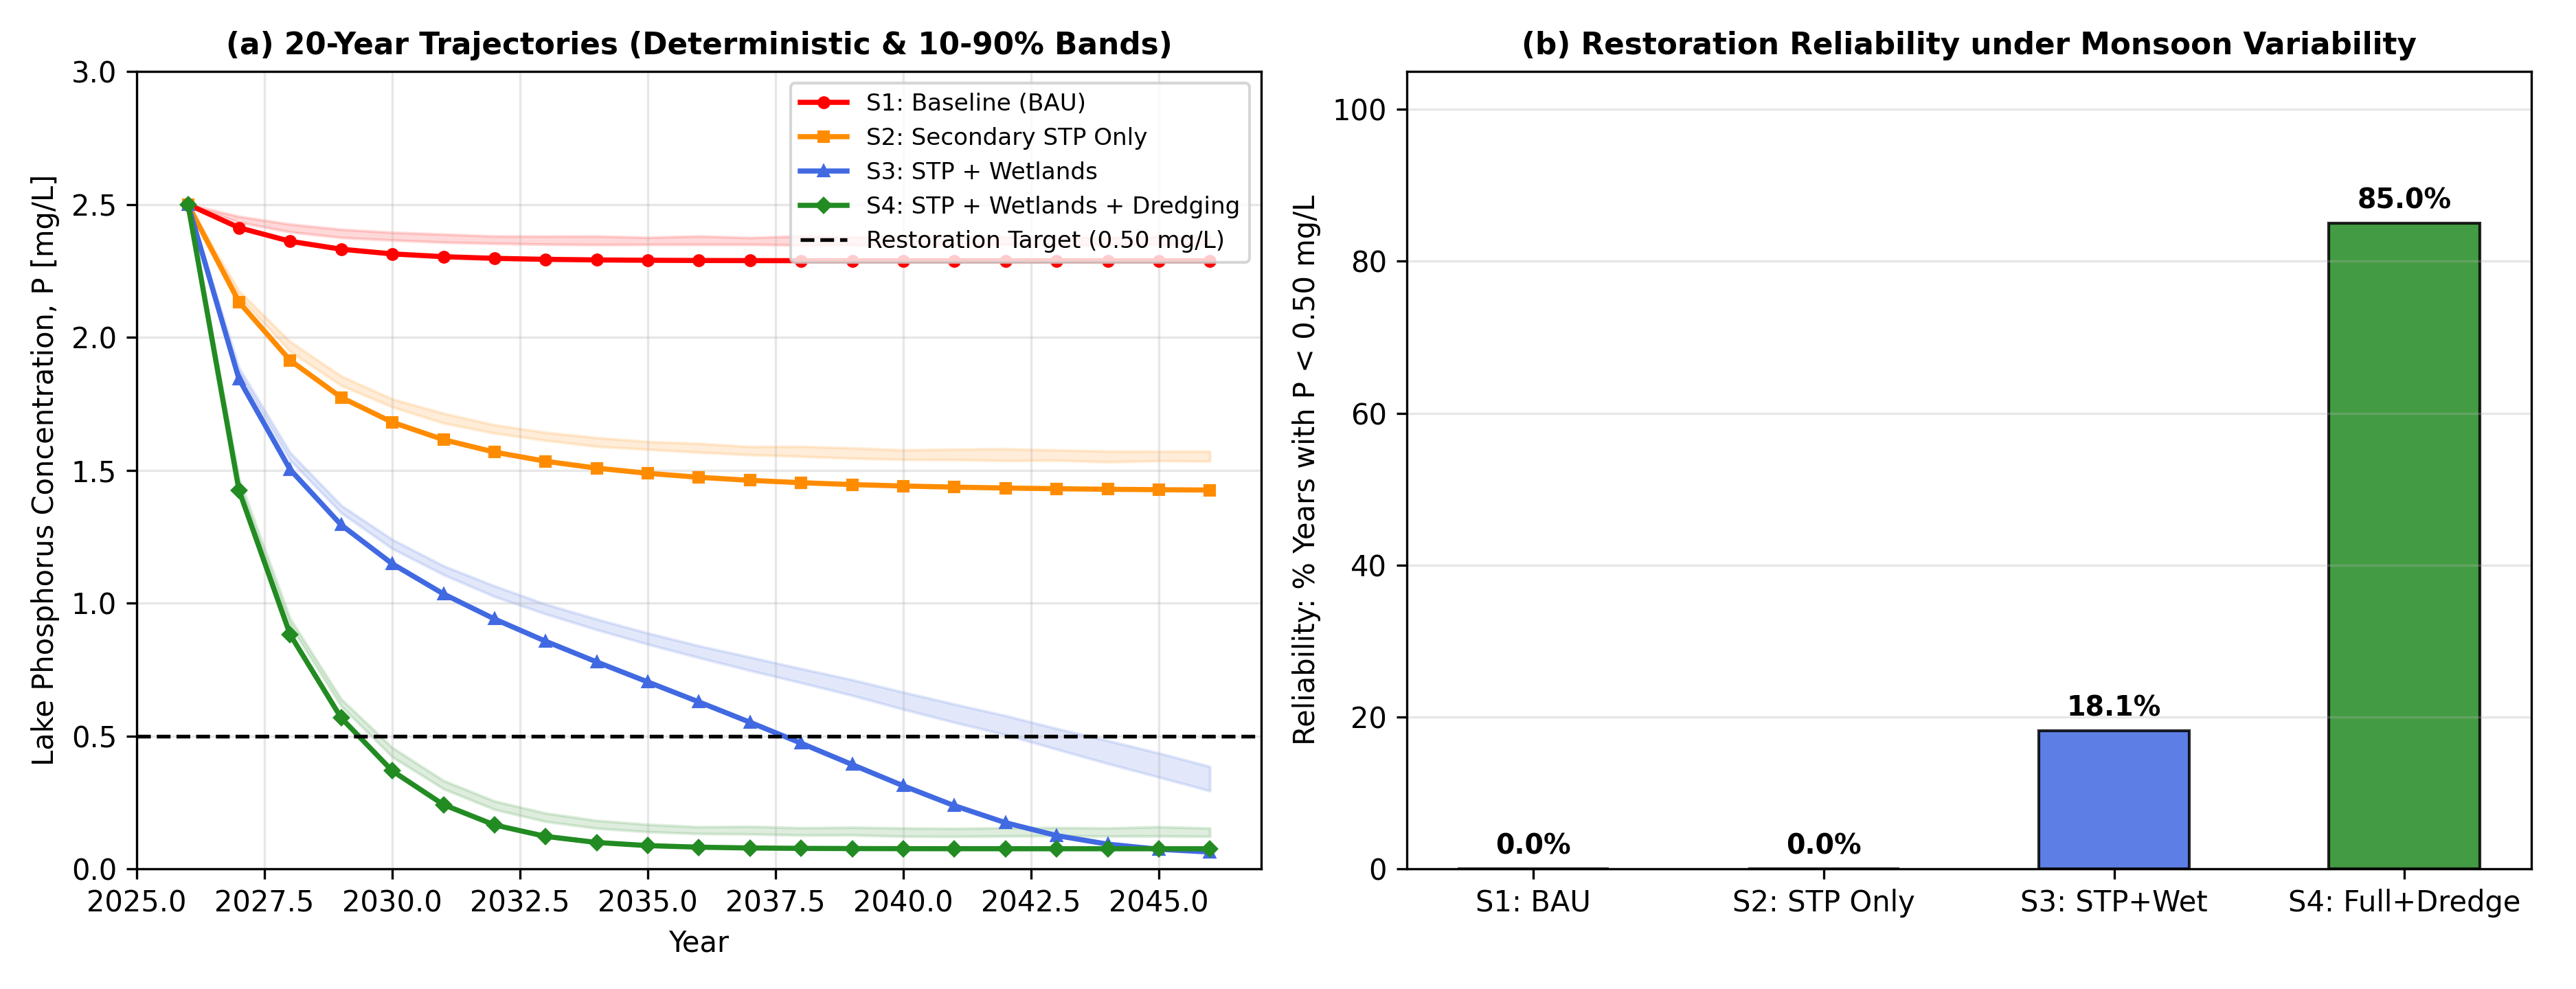 (a) 20-Year Trajectories (Deterministic & 10-90% Bands)
Lake Phosphorus Concentration, P [mg/L]
3.0
2.5
2.0
1.5
1.0
0.5
0.0
S1: Baseline (BAU)
S2: Secondary STP Only
S3: STP + Wetlands
S4: STP + Wetlands + Dredging
Restoration Target (0.50 mg/L)
2025.0 2027.5 2030.0 2032.5 2035.0 2037.5 2040.0 2042.5 2045.0
Year
(b) Restoration Reliability under Monsoon Variability
Reliability: % Years with P < 0.50 mg/L
100
80
60
40
20
0
0.0%
0.0%
18.1%
85.0%
S1: BAU S2: STP Only S3: STP+Wet S4: Full+Dredge